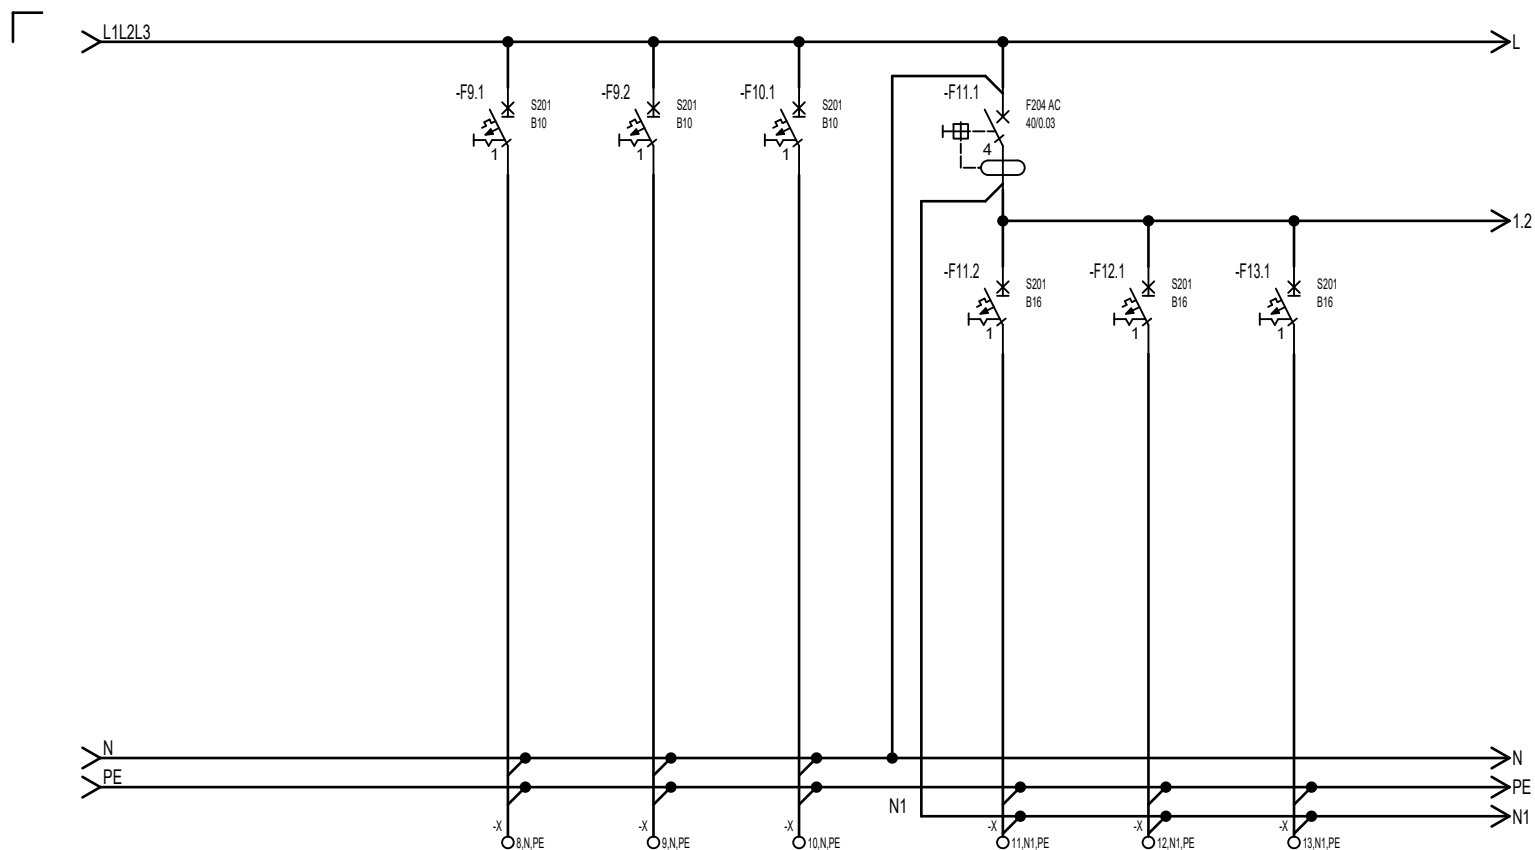 L1L2L3
L
-F9.1
S201
B10
-F9.2
S201
B10
-F10.1
S201
B10
-F11.1
F204 AC
40/0.03
1
1
1
4
1.2
-F11.2
S201
B16
-F12.1
S201
B16
-F13.1
S201
B16
1
1
1
N
N
PE
PE
N1
N1
-X
8,N,PE
-X
9,N,PE
-X
10,N,PE
-X
11,N1,PE
-X
12,N1,PE
-X
13,N1,PE